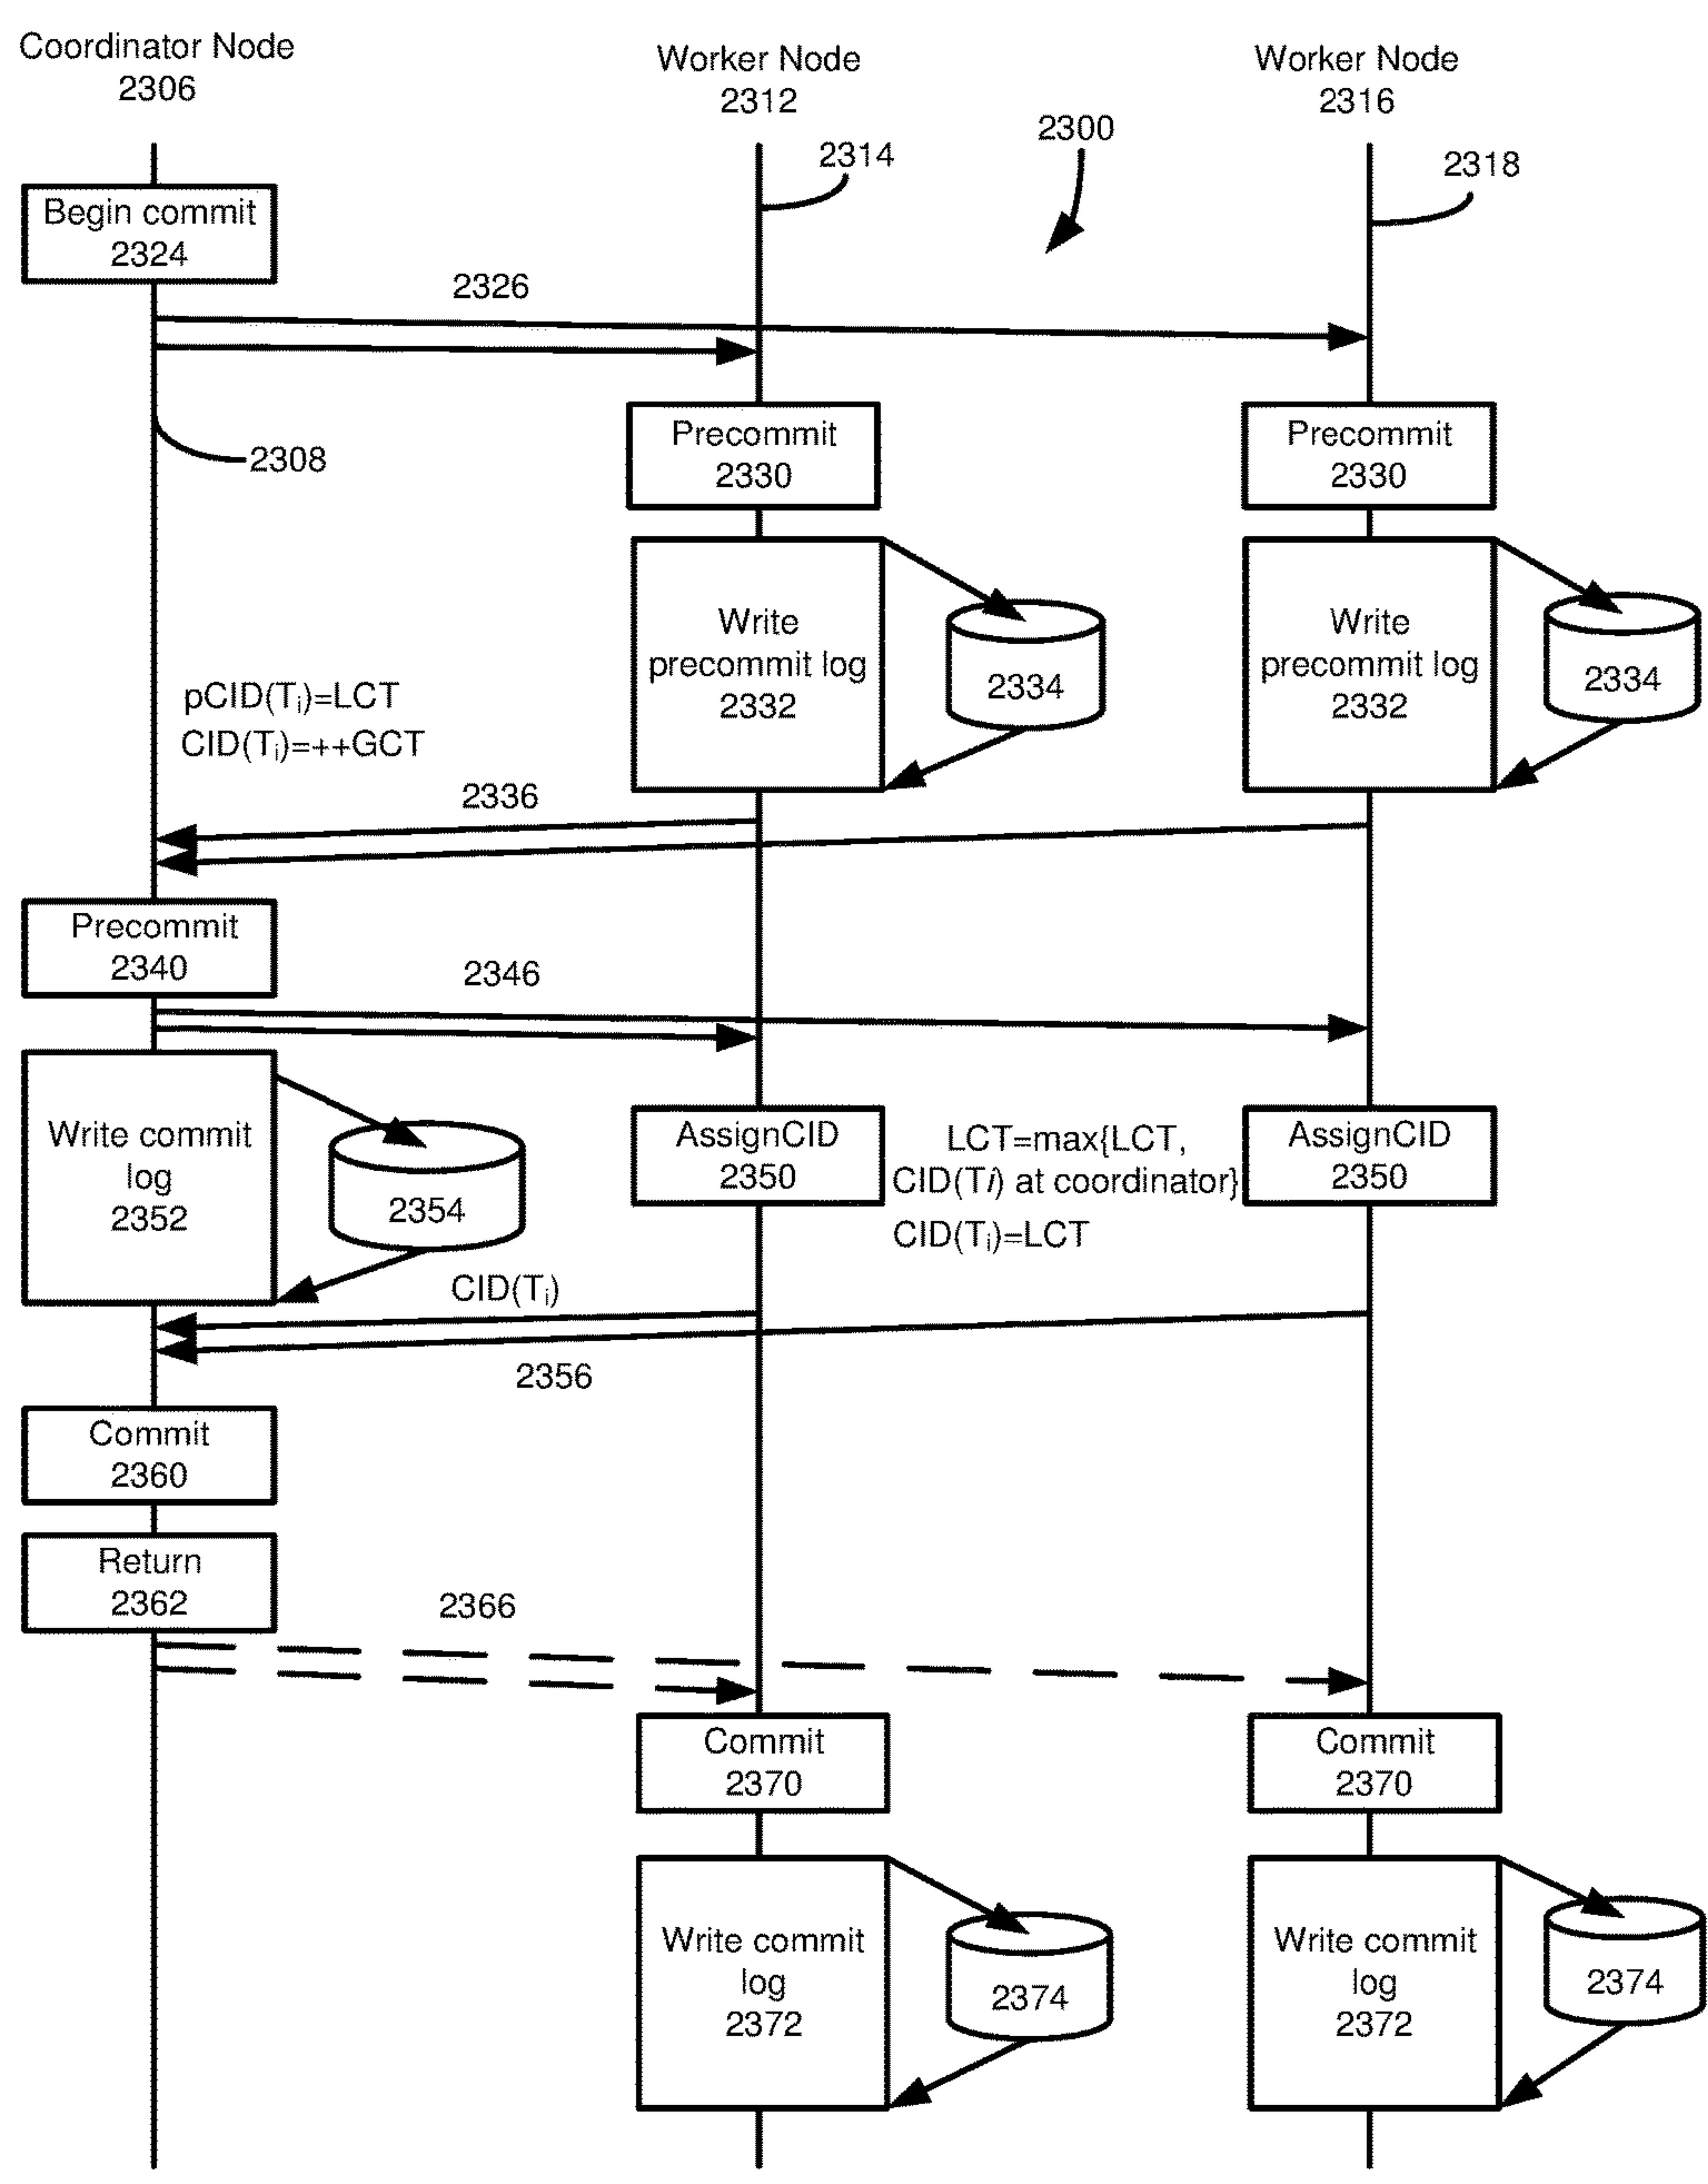 Coordinator Node
2306
Worker Node
2312
Worker Node
2316
2300
2314
2318
Begin commit
2324
2326
2308
Precommit
2330
Precommit
2330
Write
precommit log
2332
2334
Write
precommit log
2332
2334
pCID(Ti)=LCT
CID(Ti)=++GCT
2336
Precommit
2340
2346
Write commit
log
2352
2354
AssignCID
2350
LCT=max{LCT,
CID(Ti) at coordinator}
CID(Ti)=LCT
AssignCID
2350
CID(Ti)
2356
Commit
2360
Return
2362
2366
Commit
2370
Commit
2370
Write commit
log
2372
2374
Write commit
log
2372
2374